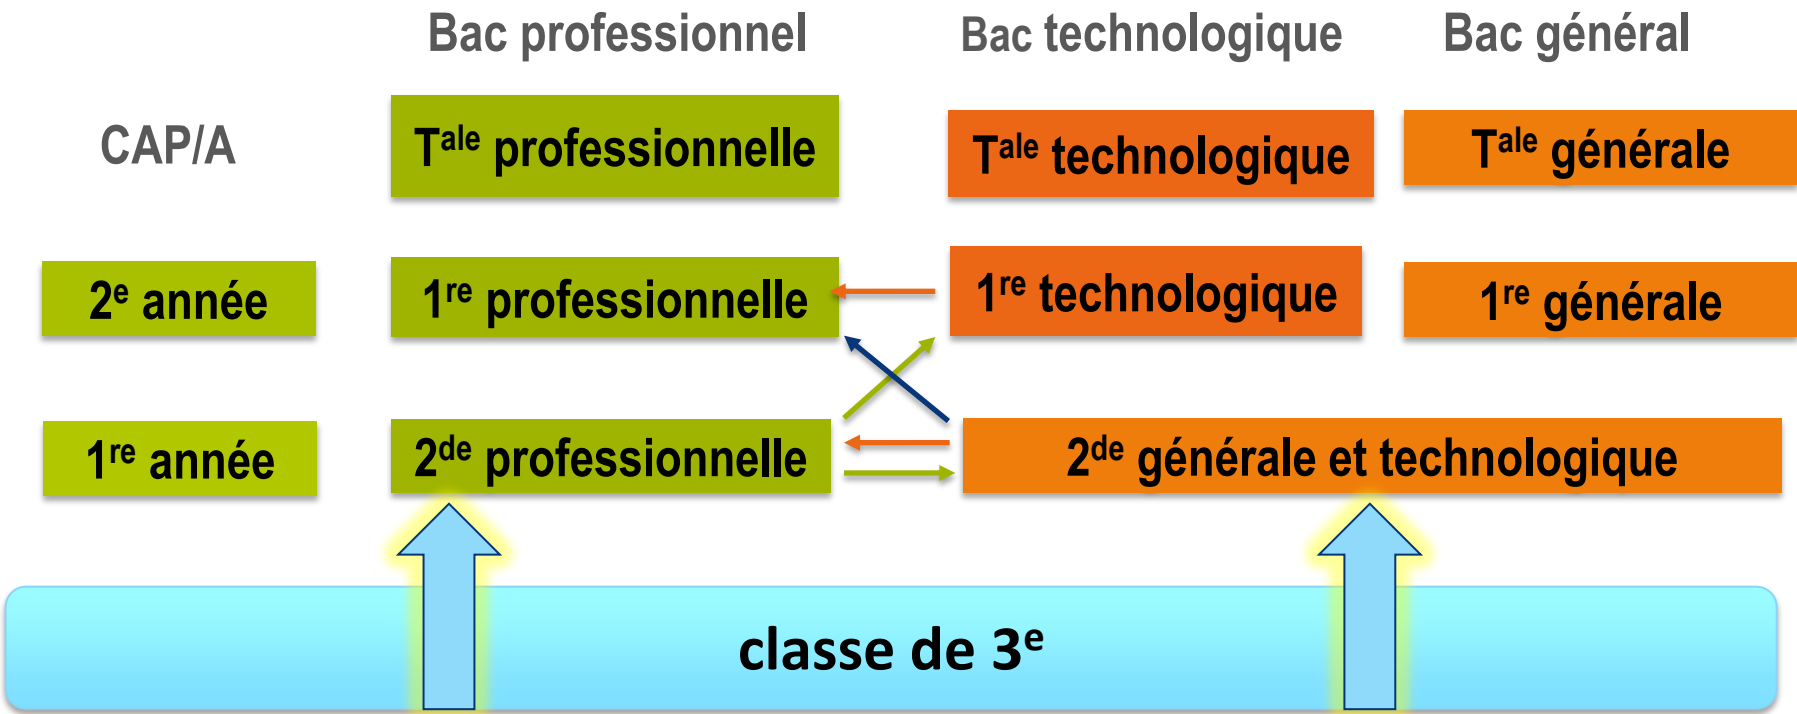 Bac professionnel Bac technologique Bac général
CAP/A Tale professionnelle Tale technologique Tale générale
2e année 1re professionnelle 1re technologique 1re générale
1re année 2de professionnelle 2de générale et technologique
classe de 3e